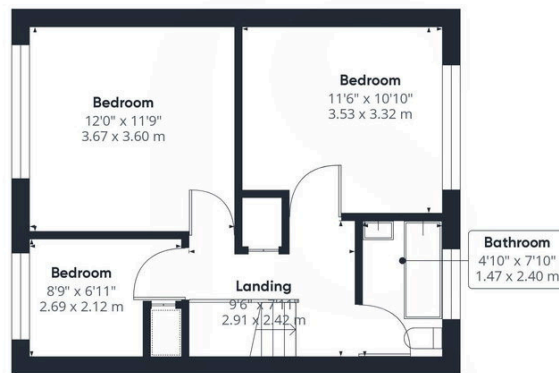 Bedroom
12'0" x 11'9"
3.67 x 3.60 m
Bedroom
11'6" x 10'10"
3.53 x 3.32 m
Bedroom
8'9" x 6'11"
2.69 x 2.12 m
Landing
9'6" x 7'11"
2.91 x 2.42 m
Bathroom
4'10" x 7'10"
1.47 x 2.40 m